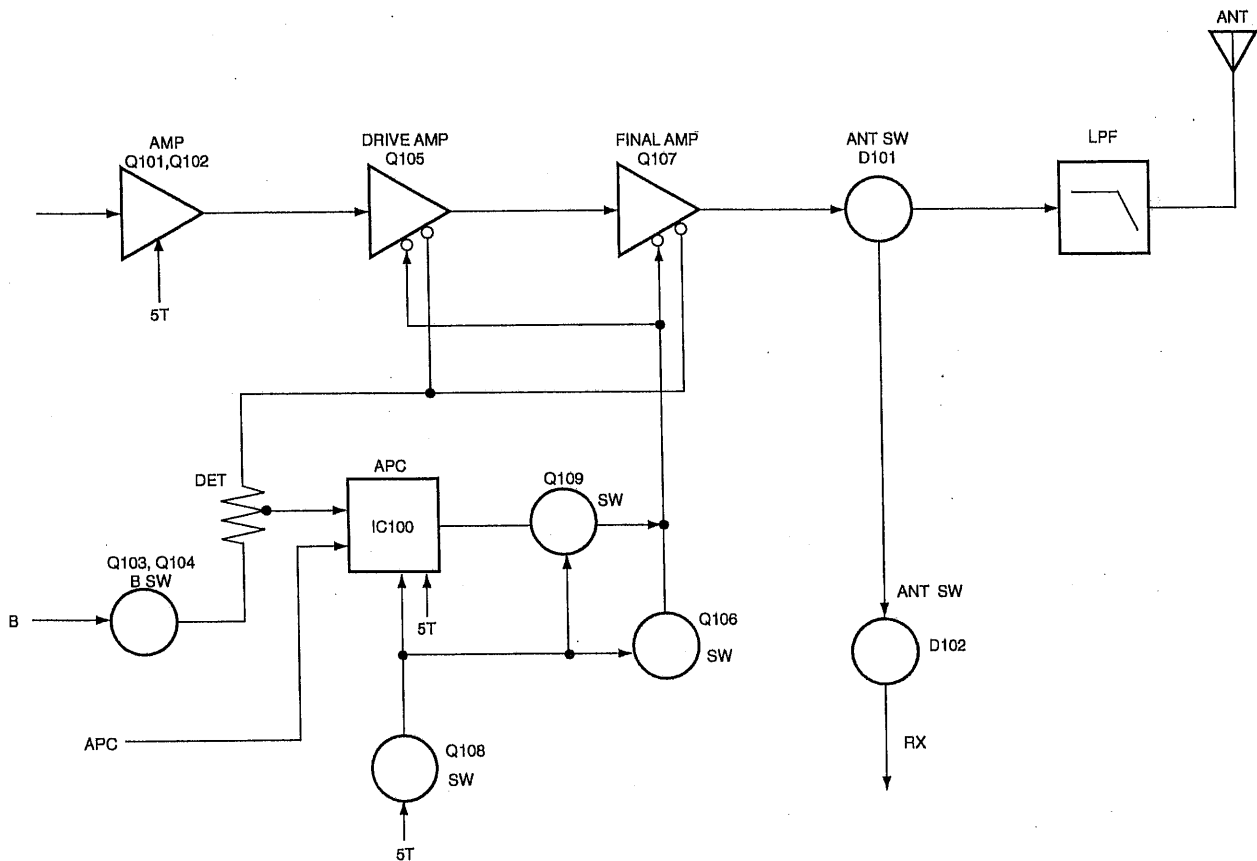 ANT
AMP
Q101,Q102
DRIVE AMP
Q105
FINAL AMP
Q107
ANT SW
D101
LPF
5T
DET
APC
IC100
Q109
SW
Q103, Q104
B SW
B
5T
Q106
SW
ANT SW
D102
APC
Q108
SW
RX
5T